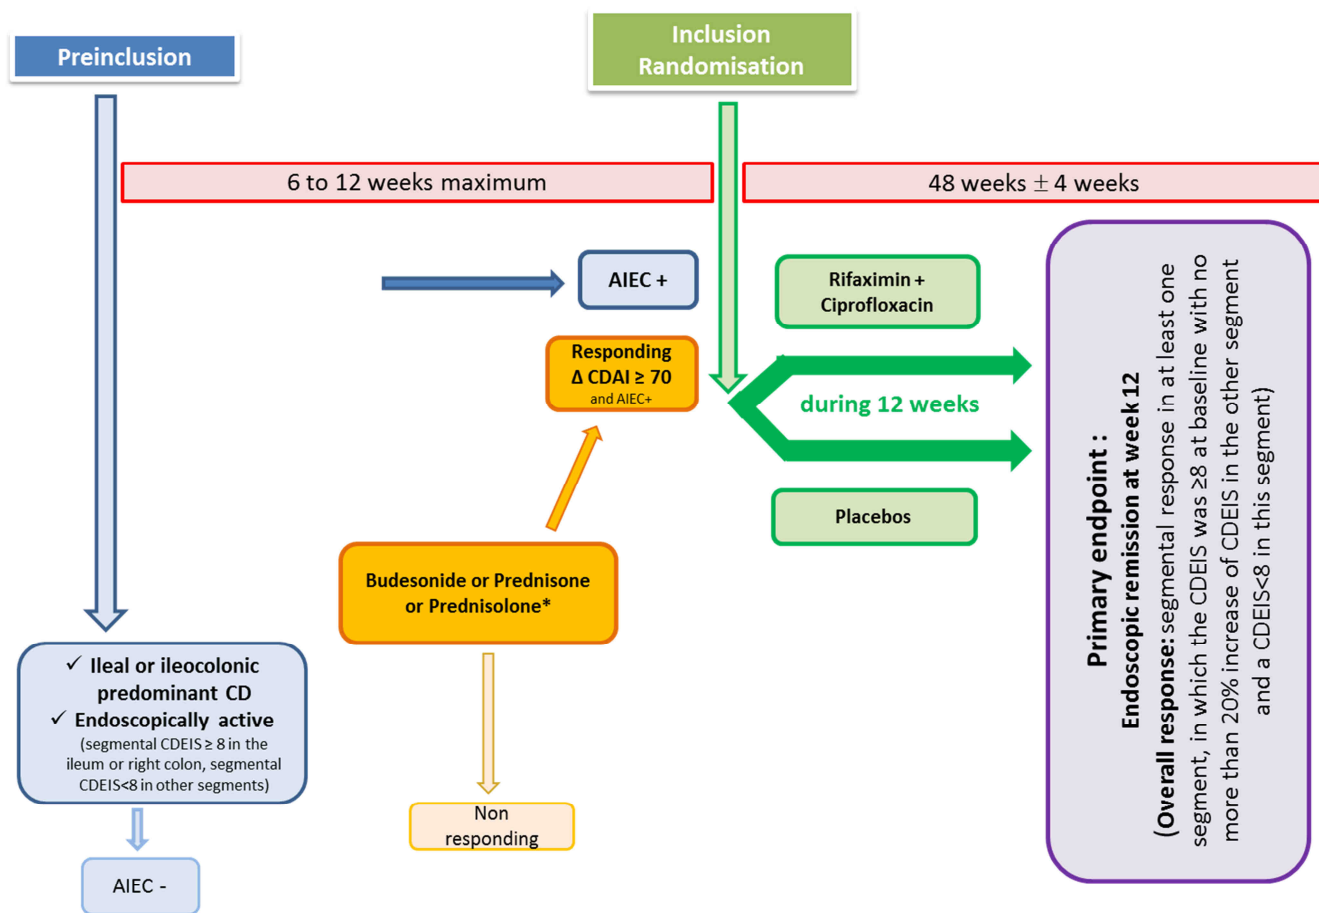 Preinclusion
Inclusion
Randomisation
6 to 12 weeks maximum
48 weeks ± 4 weeks
AIEC +
Responding
Δ CDAI ≥ 70
and AIEC+
Rifaximin +
Ciprofloxacin
during 12 weeks
Placebos
Budesonide or Prednisone
or Prednisolone*
Non
responding
✓ Ileal or ileocolonic
predominant CD
✓ Endoscopically active
(segmental CDEIS ≥ 8 in the
ileum or right colon, segmental
CDEIS<8 in other segments)
AIEC -
Primary endpoint :
Endoscopic remission at week 12
(Overall response: segmental response in at least one
segment, in which the CDEIS was ≥8 at baseline with no
more than 20% increase of CDEIS in the other segment
and a CDEIS<8 in this segment)